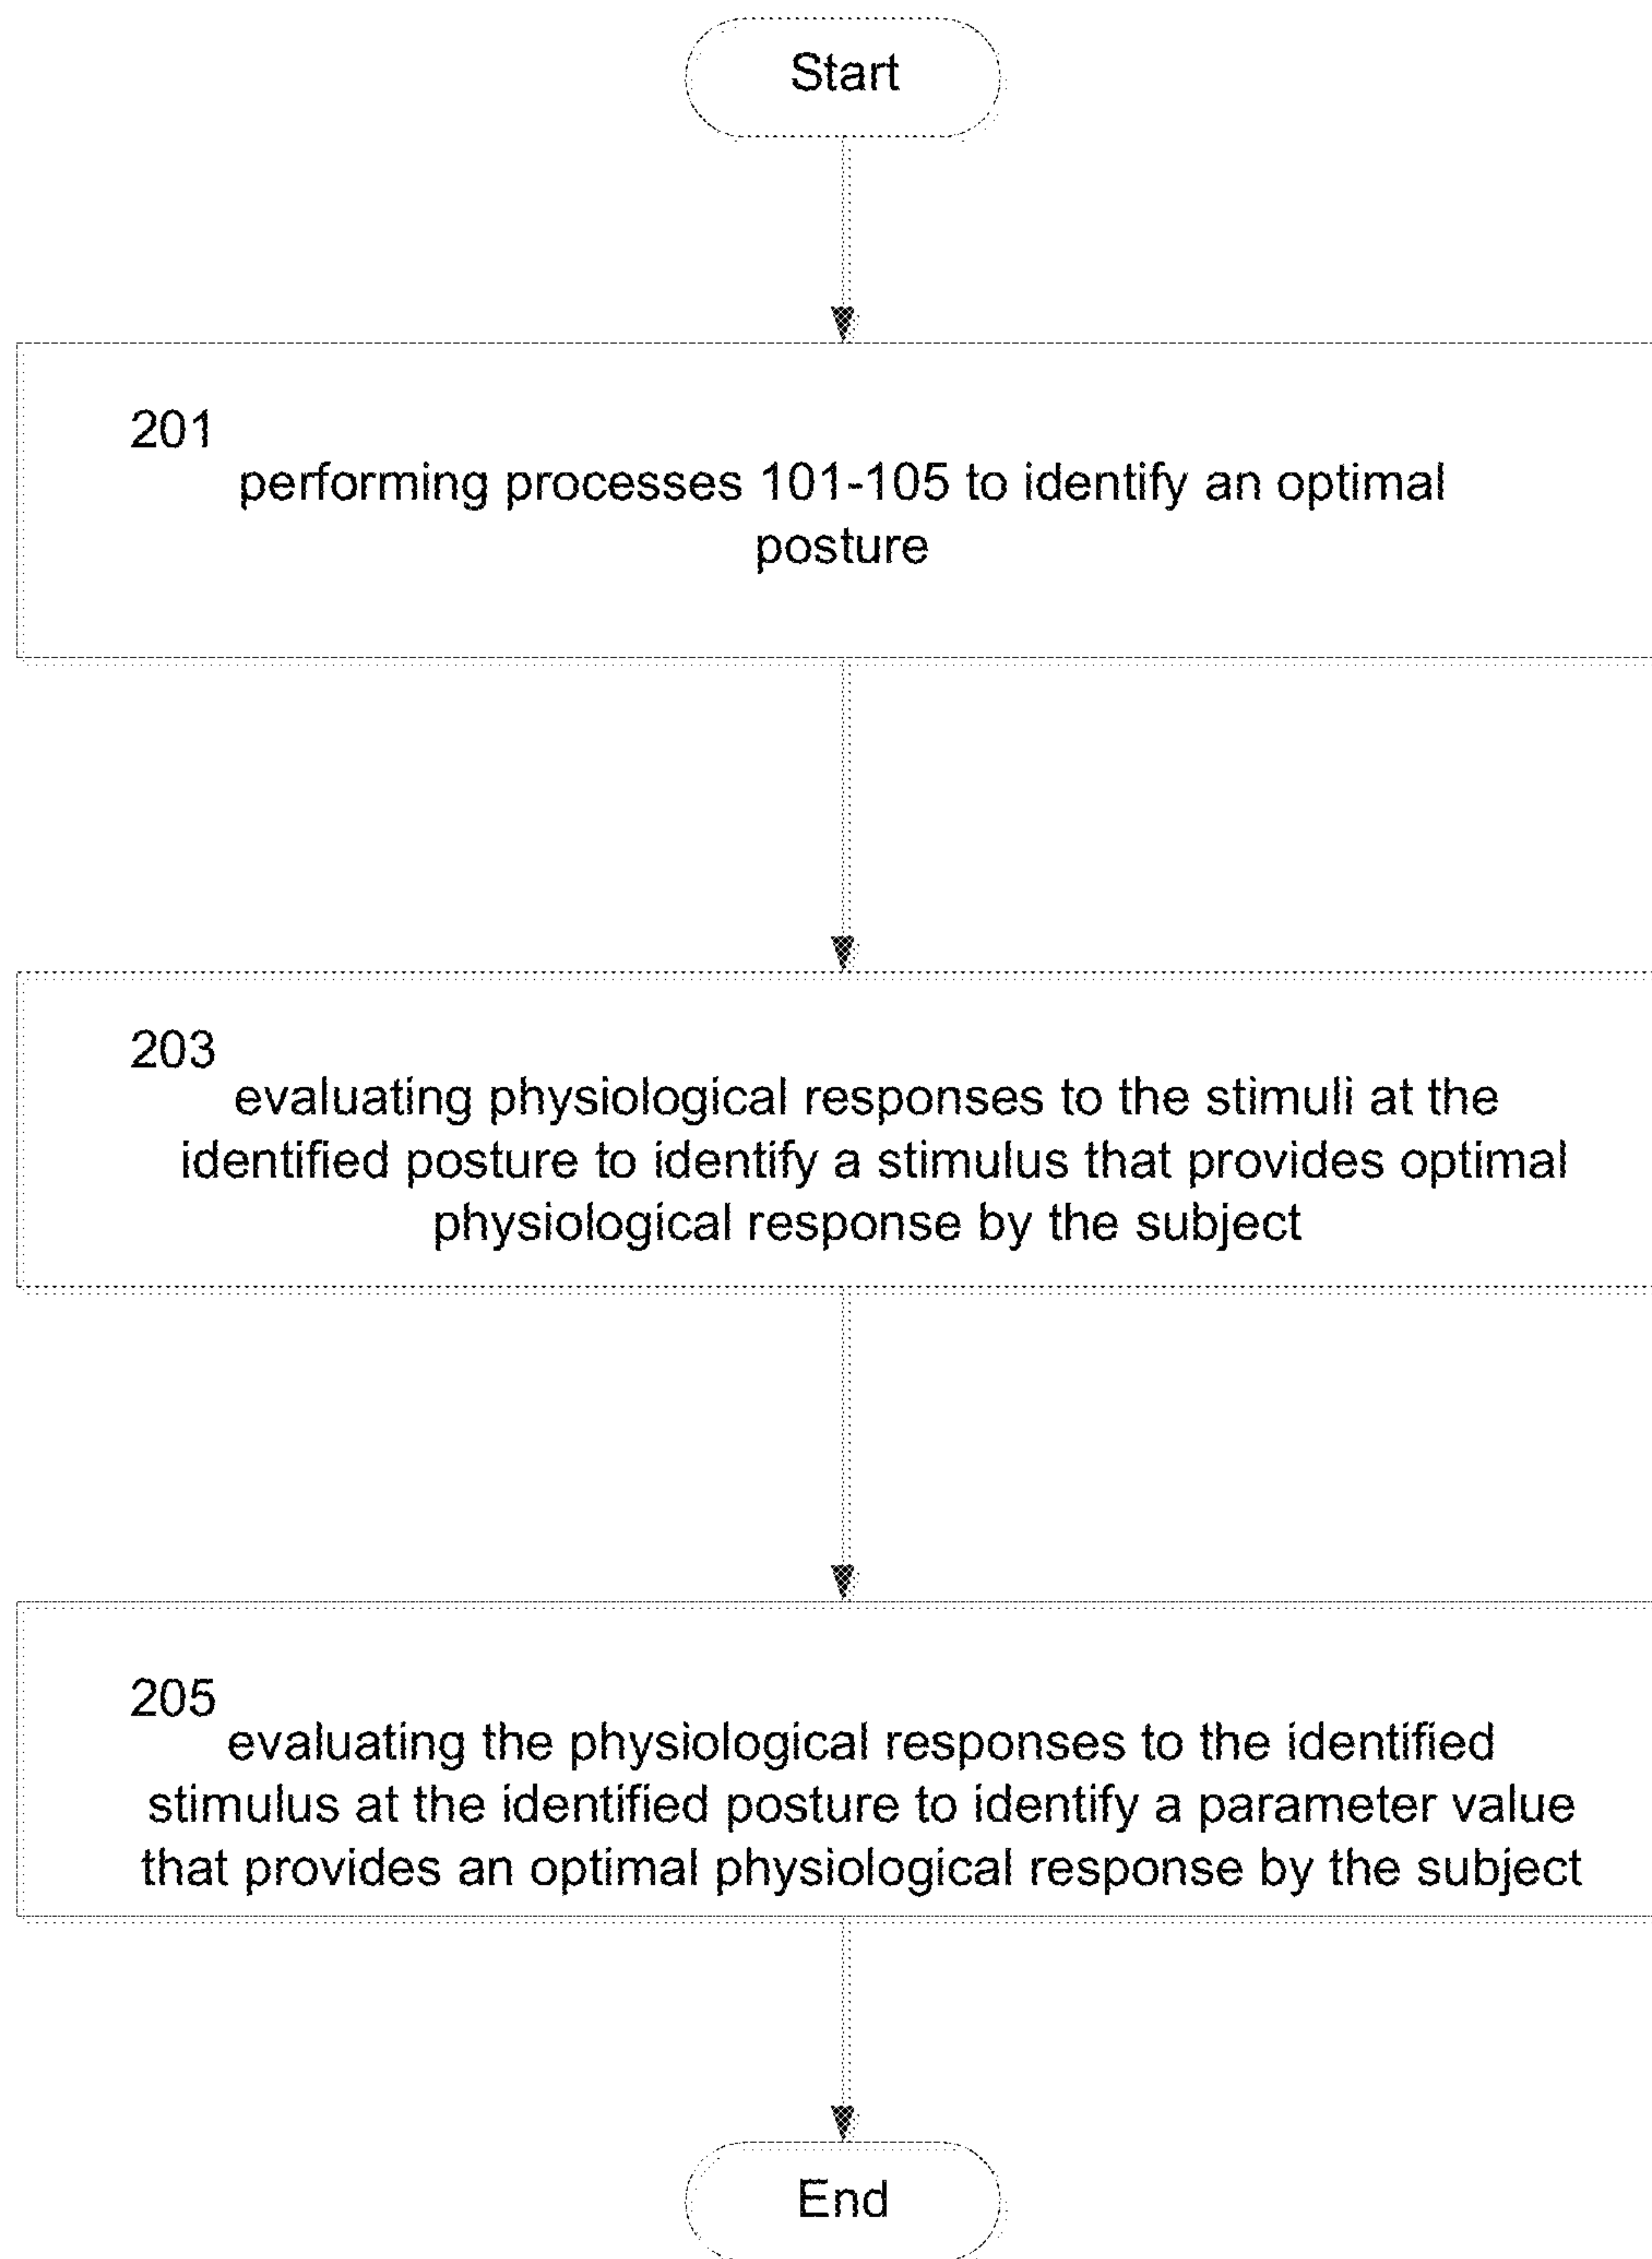 Start
201
performing processes 101-105 to identify an optimal
posture
203
evaluating physiological responses to the stimuli at the
identified posture to identify a stimulus that provides optimal
physiological response by the subject
205
evaluating the physiological responses to the identified
stimulus at the identified posture to identify a parameter value
that provides an optimal physiological response by the subject
End